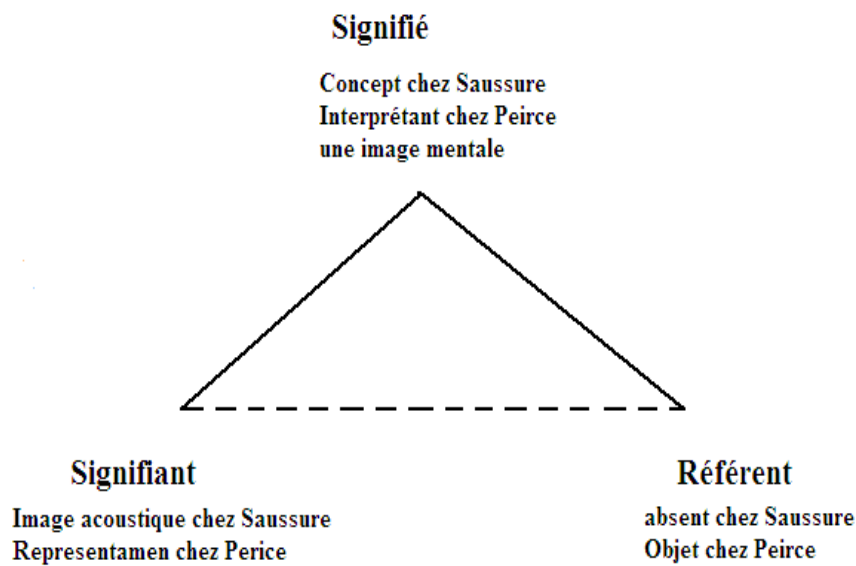 Signifié
Concept chez Saussure
Interprétant chez Peirce
une image mentale
Signifiant
Image acoustique chez Saussure
Representamen chez Perice
Référent
absent chez Saussure
Objet chez Peirce